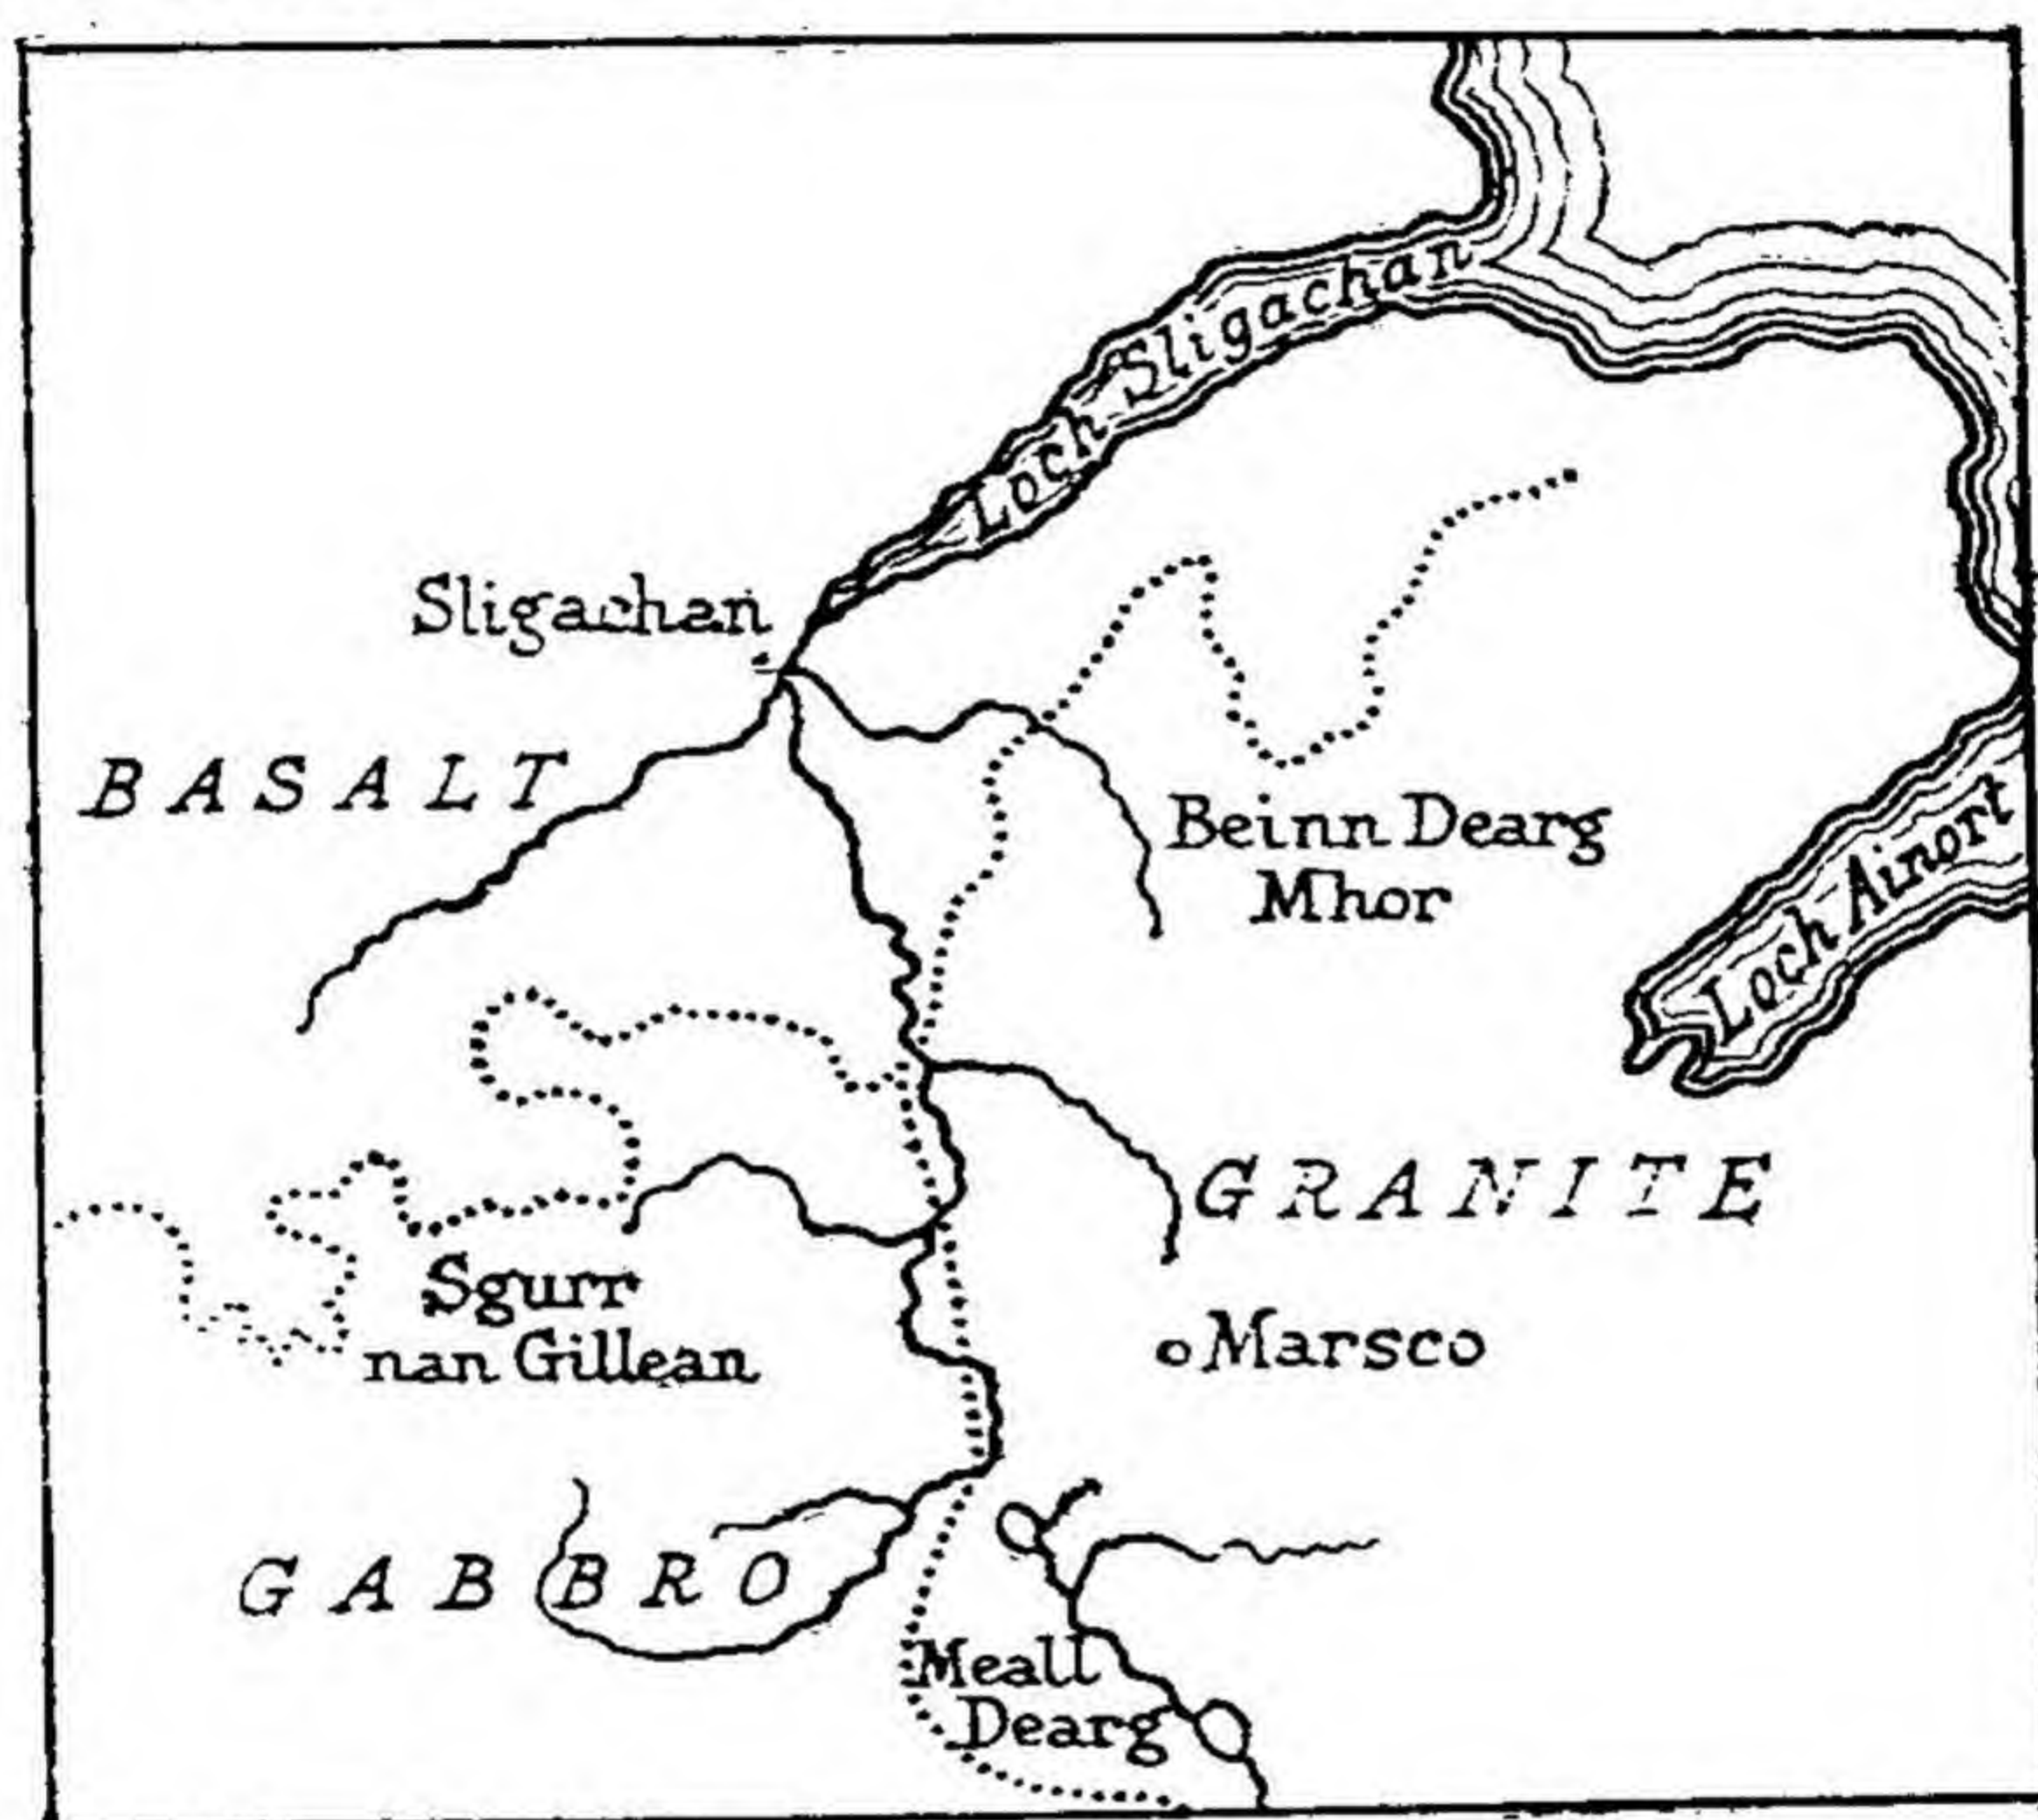 Loch Sligachan
Sligachan
BASALT
Beinn Dearg
Mhor
Loch Ainort
GRANITE
Sgurr
nan Gillean
Marsco
GABBRO
Meall
Dearg